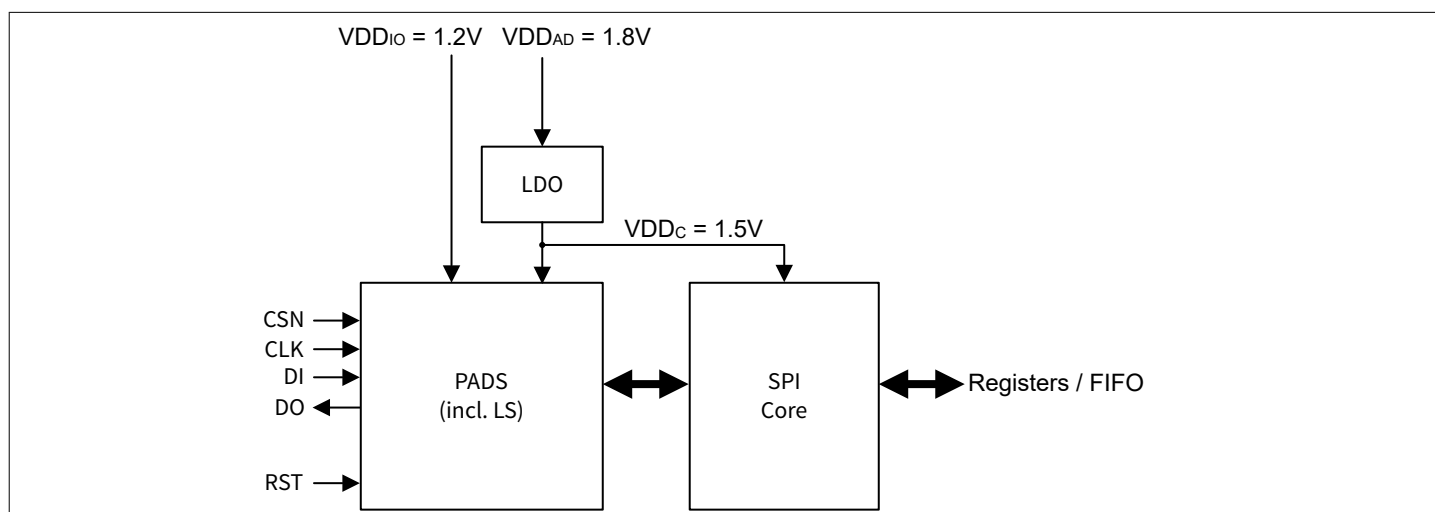 VDDIO = 1.2V VDDAD = 1.8V
LDO
VDDC = 1.5V
CSN
CLK
DI
DO
RST
PADS
(incl. LS)
SPI
Core
Registers / FIFO